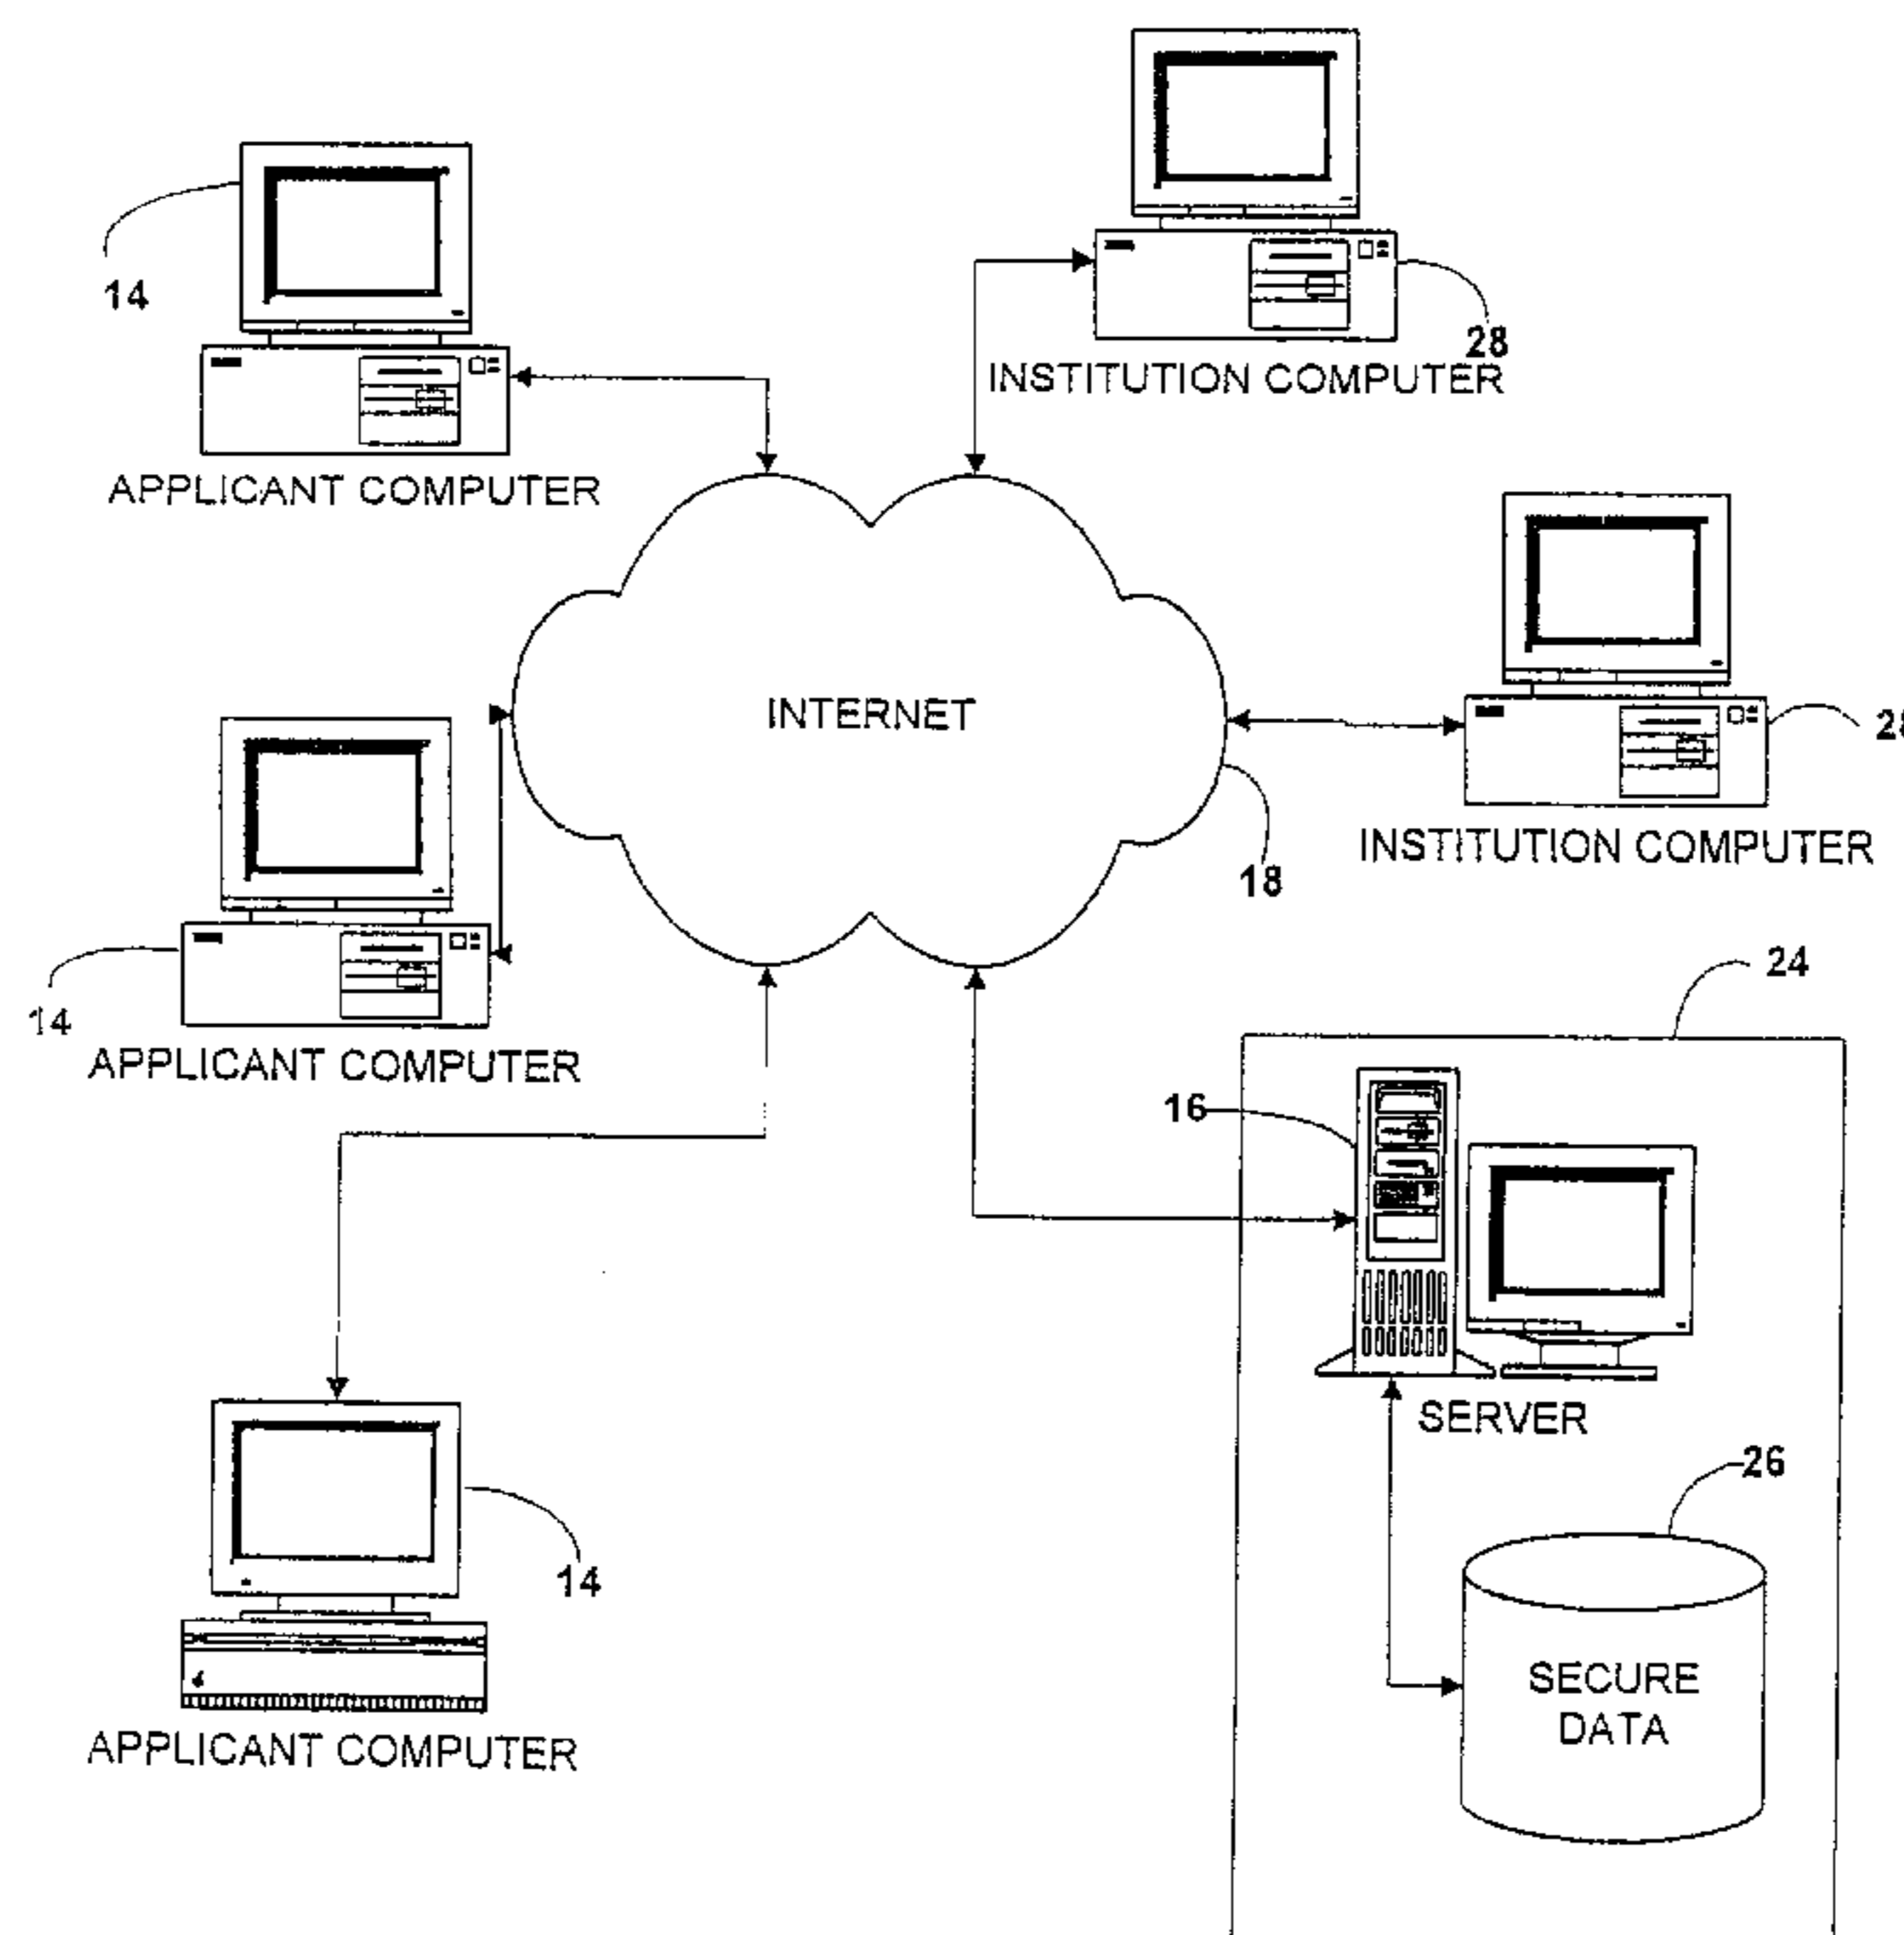 14
APPLICANT COMPUTER
28
INSTITUTION COMPUTER
INTERNET
18
INSTITUTION COMPUTER
14
APPLICANT COMPUTER
24
16
SERVER
14
APPLICANT COMPUTER
26
SECURE
DATA